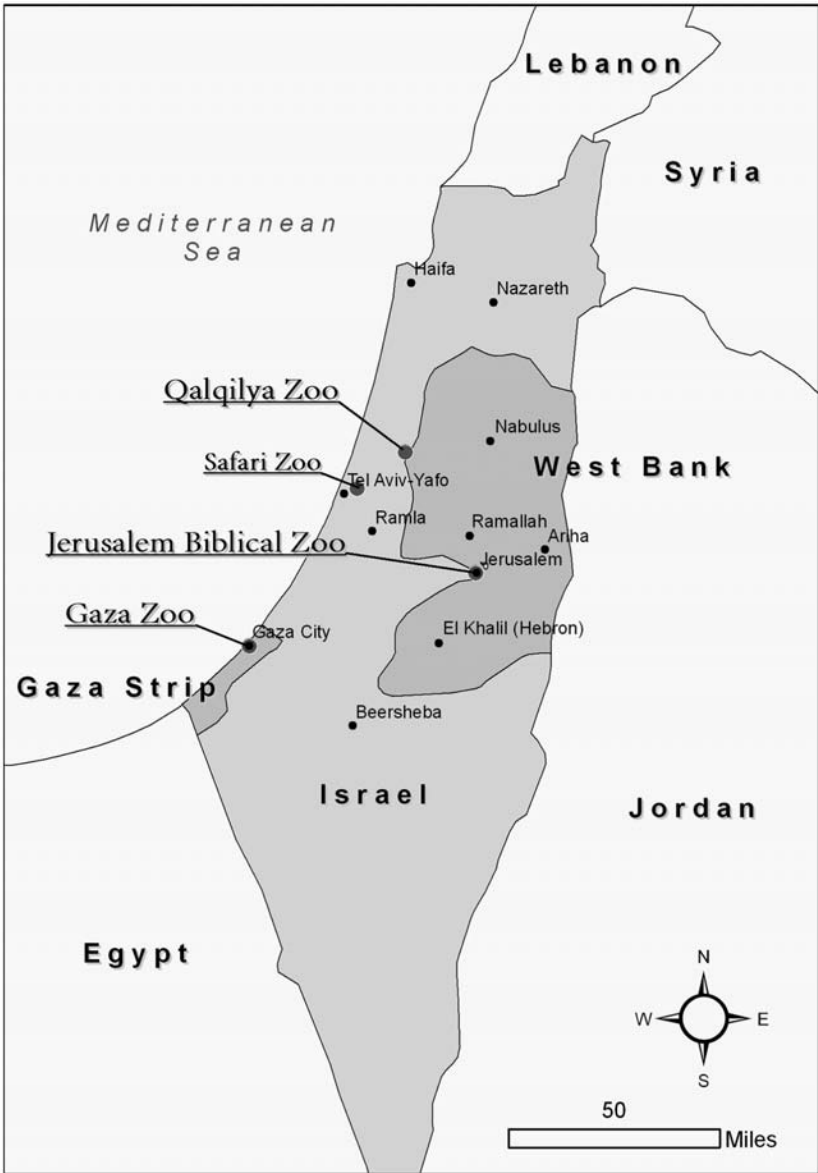 Lebanon
Syria
Mediterranean
Sea
Haifa
Nazareth
Qalqilya Zoo
Nabulus
Safari Zoo
West Bank
Tel Aviv-Yafo
Ramla
Ramallah
Ariha
Jerusalem Biblical Zoo
Jerusalem
Gaza Zoo
Gaza City
El Khalil (Hebron)
Gaza Strip
Beersheba
Israel
Jordan
Egypt
N
W
E
S
50
Miles